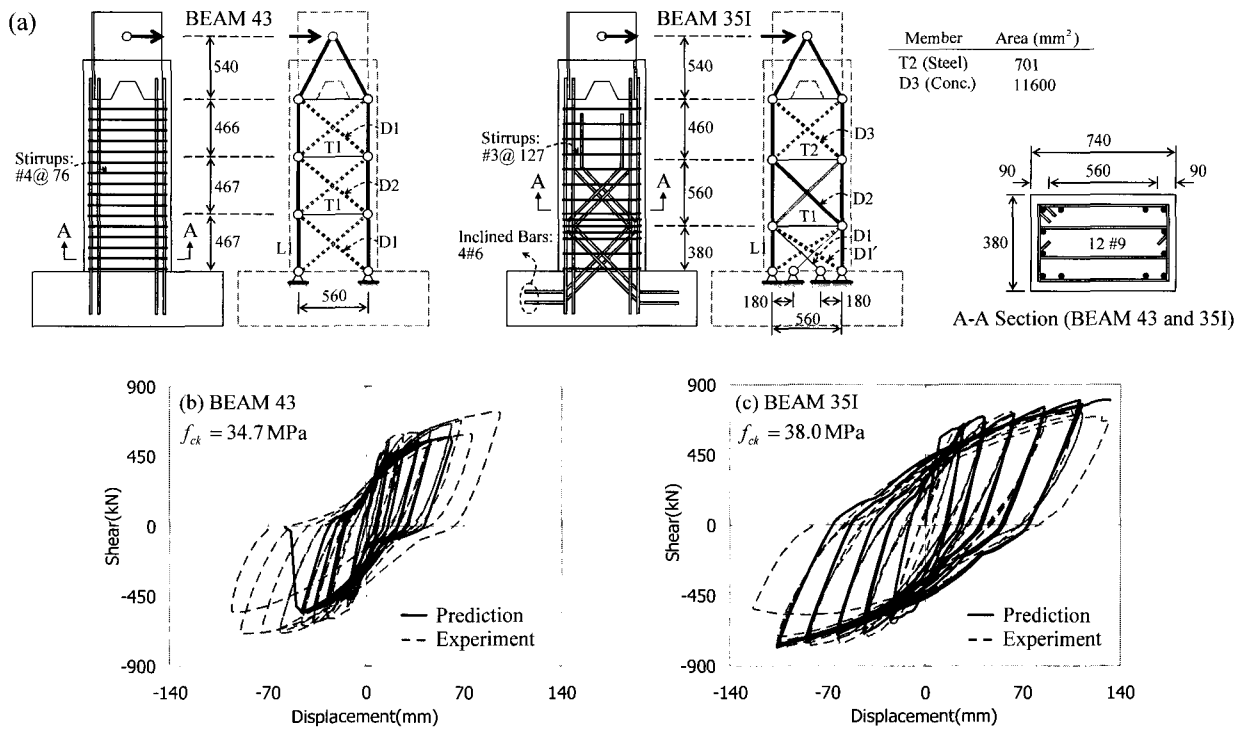 (a)
BEAM 43
540
466
467
467
Stirrups:
#4@ 76
A
A
D1
T1
D2
T1
D1
L
560
BEAM 35I
540
460
560
380
Stirrups:
#3@ 127
A
A
Inclined Bars:
4#6
D3
T2
D2
T1
D1
D1′
L
180
180
560
Member Area (mm²)
T2 (Steel) 701
D3 (Conc.) 11600
740
90
560
90
380
12 #9
A-A Section (BEAM 43 and 35I)
(b) BEAM 43
f_ck = 34.7 MPa
Shear(kN)
900
450
0
-450
-900
-140
-70
0
70
140
Displacement(mm)
Prediction
Experiment
(c) BEAM 35I
f_ck = 38.0 MPa
Shear(kN)
900
450
0
-450
-900
-140
-70
0
70
140
Displacement(mm)
Prediction
Experiment